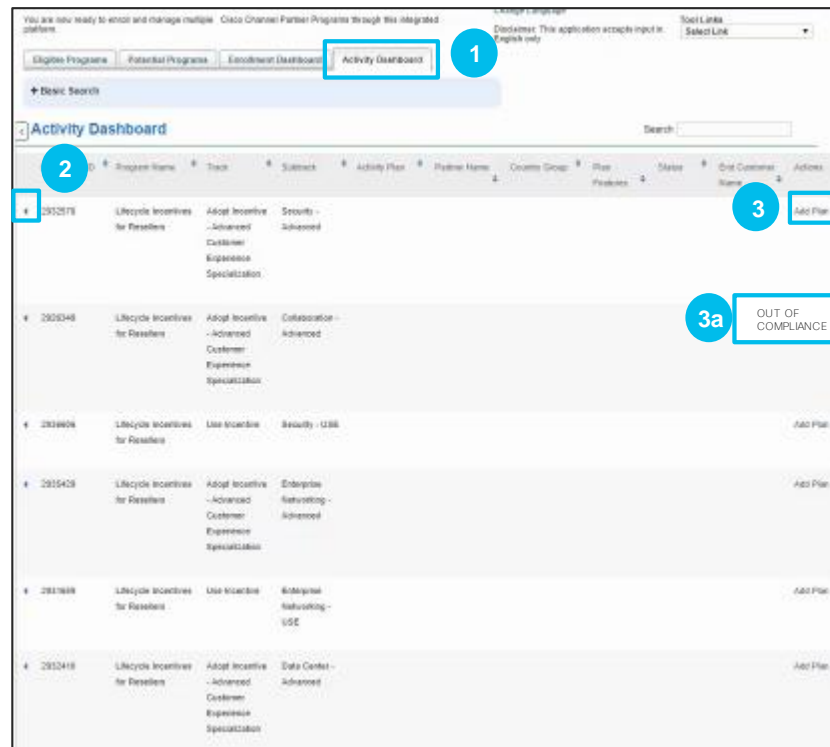 You are now ready to enroll and manage multiple Cisco Channel Partner Programs through this integrated
platform.
Change Language
Disclaimer: This application accepts input in
English only
Tool Links
Select Link
1
Eligible Programs
Potential Programs
Enrollment Dashboard
Activity Dashboard
+ Basic Search
Activity Dashboard
Search
2
D
Program Name
Track
Subtrack
Activity Plan
Partner Name
Country Group
Plan
Features
Status
End Customer
Name
Actions
Lifecycle Incentives
for Resellers
Adopt Incentive
- Advanced
Customer
Experience
Specialization
Security -
Advanced
3
Add Plan
Lifecycle Incentives
for Resellers
Adopt Incentive
- Advanced
Customer
Experience
Specialization
Collaboration -
Advanced
3a
OUT OF
COMPLIANCE
Lifecycle Incentives
for Resellers
Use Incentive
Security - USE
Add Plan
Lifecycle Incentives
for Resellers
Adopt Incentive
- Advanced
Customer
Experience
Specialization
Enterprise
Networking -
Advanced
Add Plan
Lifecycle Incentives
for Resellers
Use Incentive
Enterprise
Networking -
USE
Add Plan
Lifecycle Incentives
for Resellers
Adopt Incentive
- Advanced
Customer
Experience
Specialization
Data Center -
Advanced
Add Plan